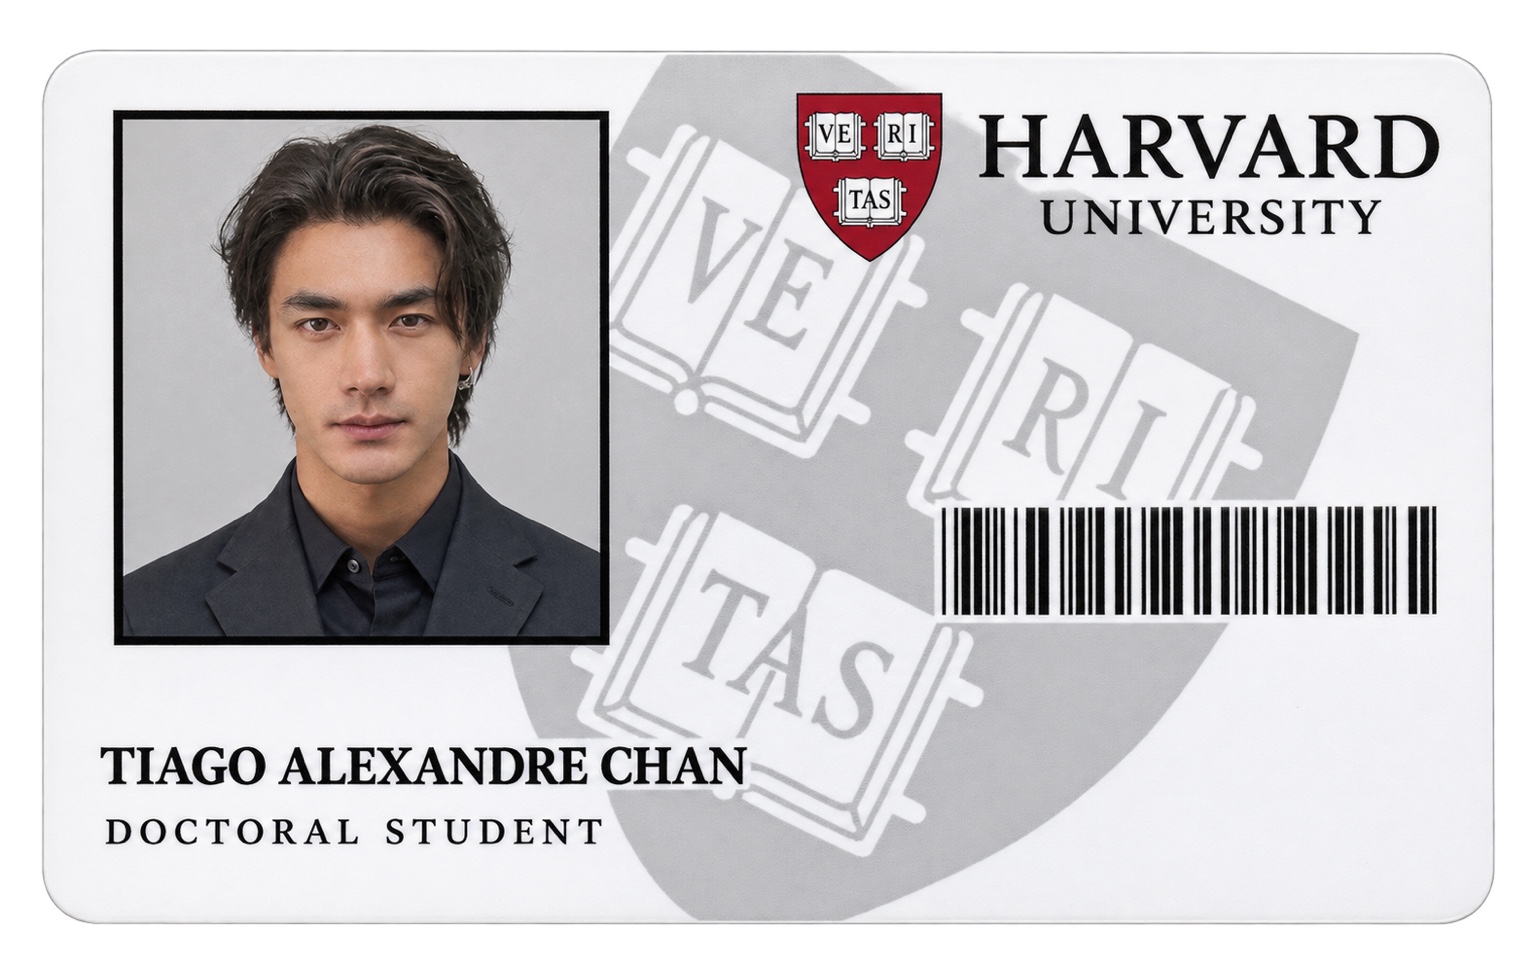 VE RI
TAS
HARVARD
UNIVERSITY
VE
RI
TAS
TIAGO ALEXANDRE CHAN
DOCTORAL STUDENT